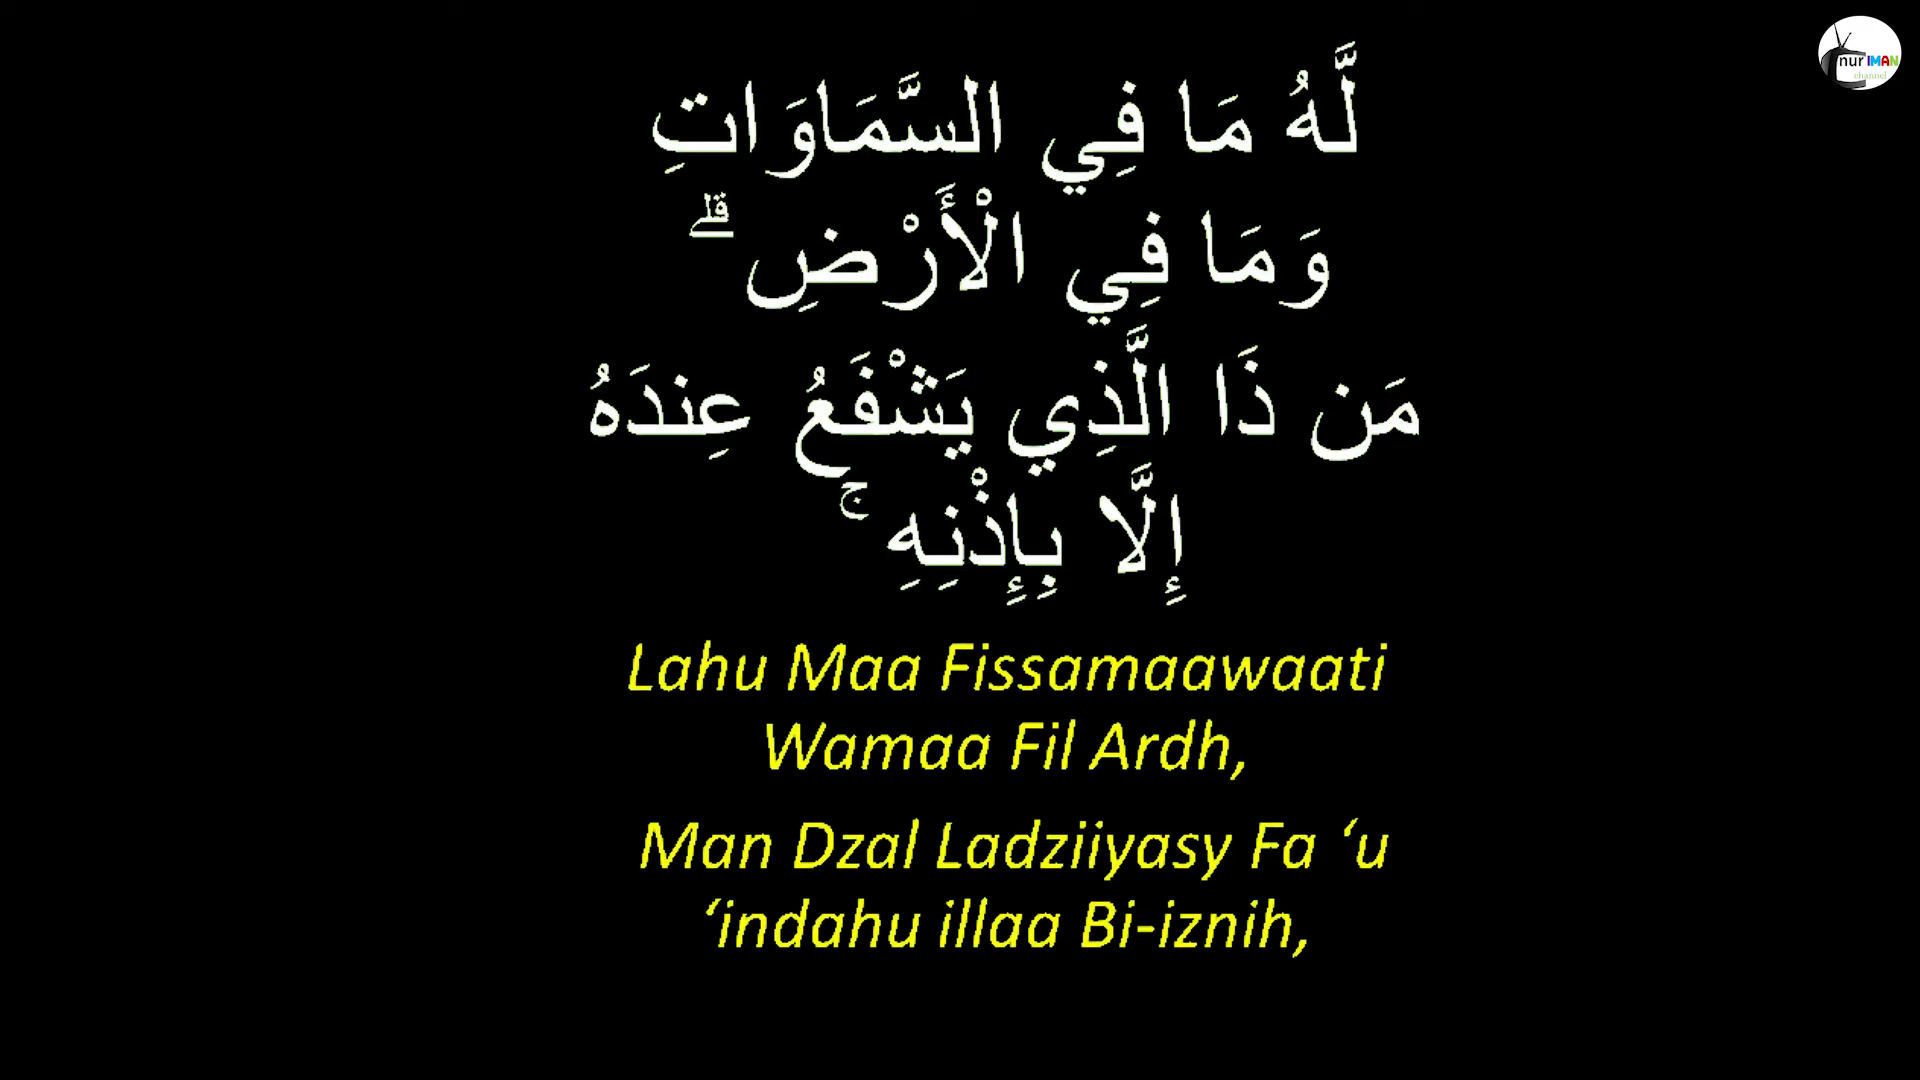 لَّهُ مَا فِي السَّمَاوَاتِ
وَمَا فِي الْأَرْضِ ۗ
مَن ذَا الَّذِي يَشْفَعُ عِندَهُ
إِلَّا بِإِذْنِهِ ۚ
Lahu Maa Fissamaawaati
Wamaa Fil Ardh,
Man Dzal Ladziiyasy Fa ‘u
‘indahu illaa Bi-iznih,
nur IMAN
channel